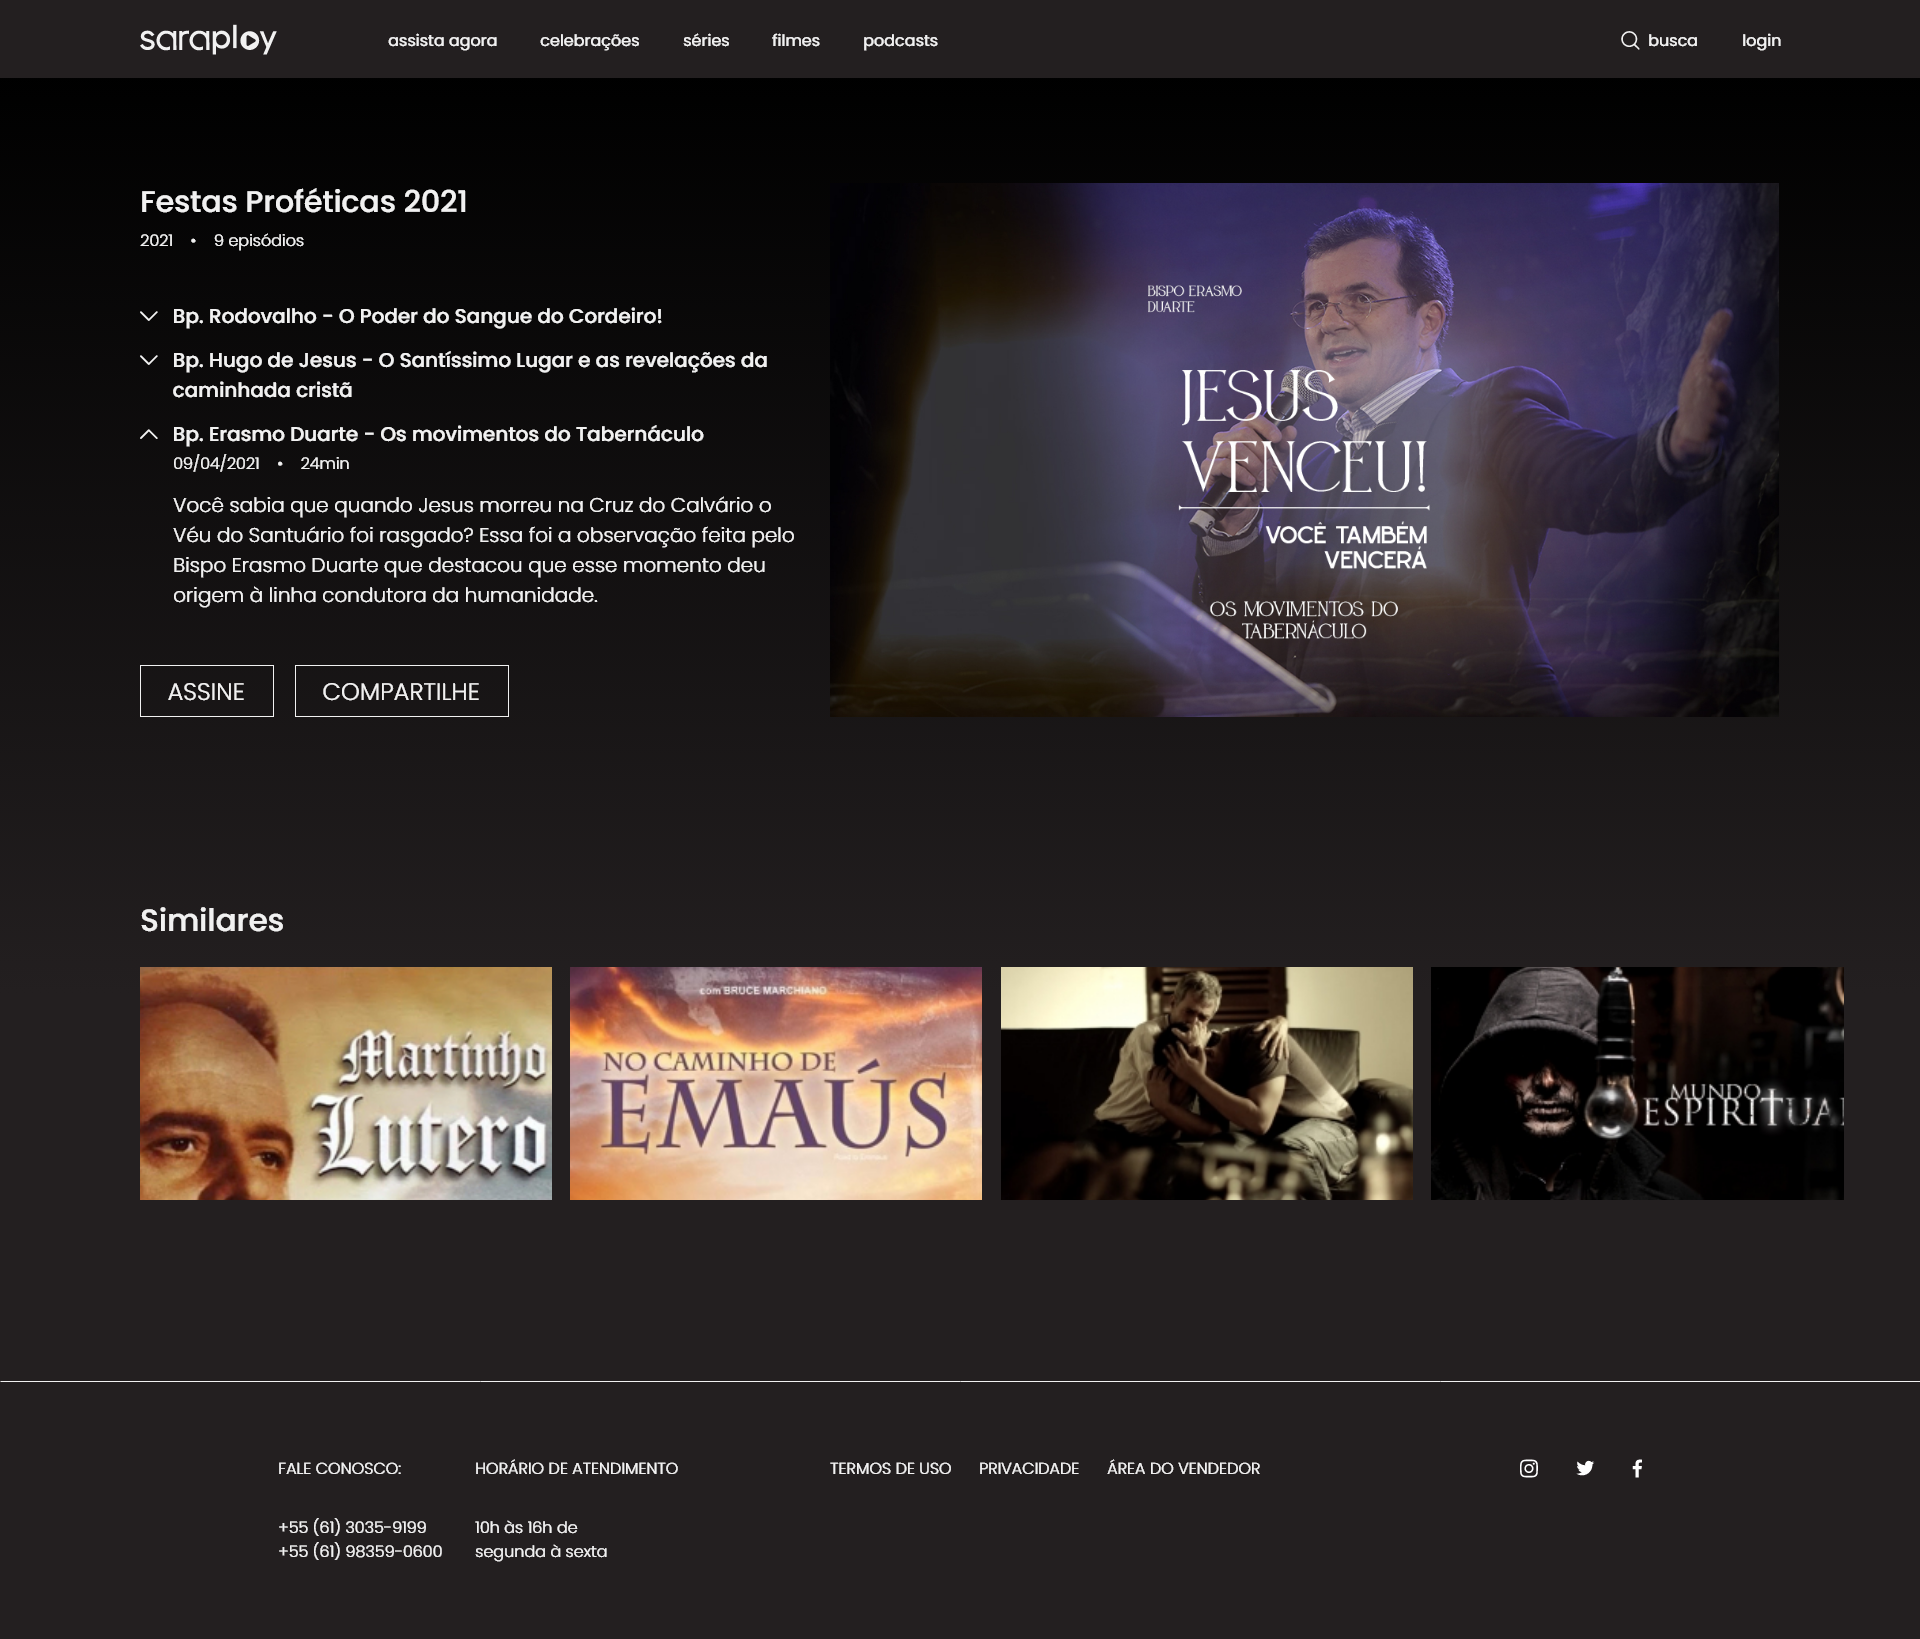 saraplay
assista agora
celebrações
séries
filmes
podcasts
busca
login
Festas Proféticas 2021
2021 • 9 episódios
Bp. Rodovalho - O Poder do Sangue do Cordeiro!
Bp. Hugo de Jesus - O Santíssimo Lugar e as revelações da
caminhada cristã
Bp. Erasmo Duarte - Os movimentos do Tabernáculo
09/04/2021 • 24min
Você sabia que quando Jesus morreu na Cruz do Calvário o
Véu do Santuário foi rasgado? Essa foi a observação feita pelo
Bispo Erasmo Duarte que destacou que esse momento deu
origem à linha condutora da humanidade.
ASSINE
COMPARTILHE
BISPO ERASMO
DUARTE
JESUS
VENCEU!
VOCÊ TAMBÉM
VENCERÁ
OS MOVIMENTOS DO
TABERNÁCULO
Similares
Martinho
Lutero
com BRUCE MARCHIANO
NO CAMINHO DE
EMAÚS
MUNDO
ESPIRITUAL
FALE CONOSCO:
+55 (61) 3035-9199
+55 (61) 98359-0600
HORÁRIO DE ATENDIMENTO
10h às 16h de
segunda à sexta
TERMOS DE USO
PRIVACIDADE
ÁREA DO VENDEDOR